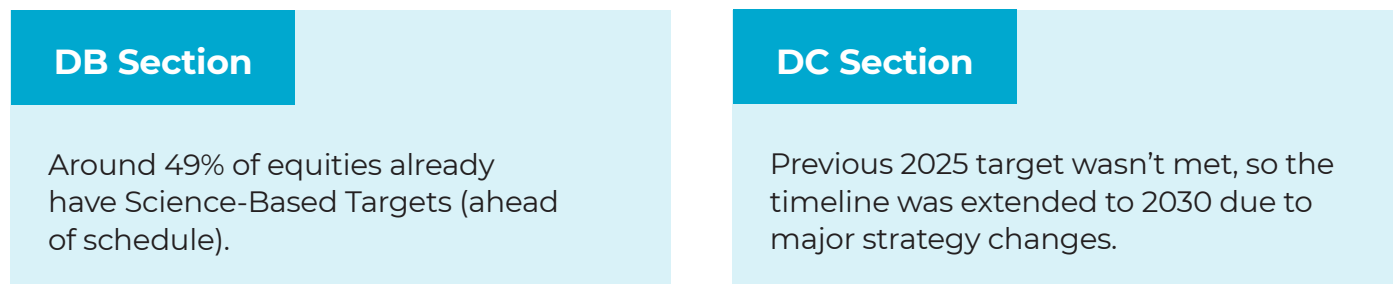 DB Section
Around 49% of equities already
have Science-Based Targets (ahead
of schedule).
DC Section
Previous 2025 target wasn’t met, so the
timeline was extended to 2030 due to
major strategy changes.